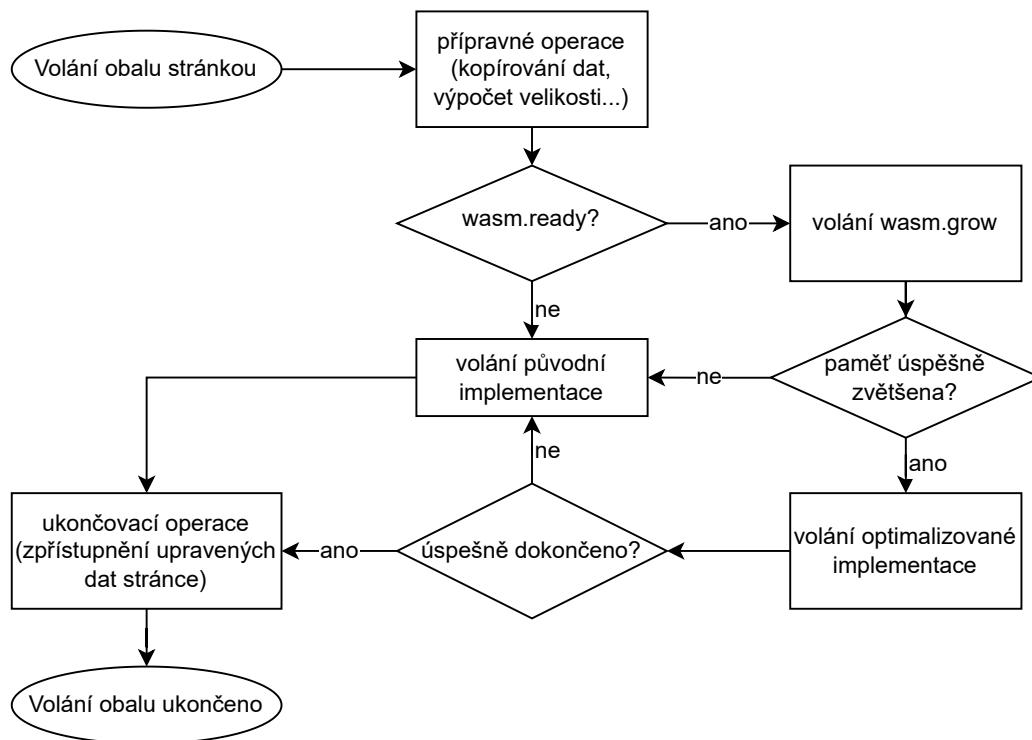 Volání obalu stránkou
přípravné operace
(kopírování dat,
výpočet velikosti...)
wasm.ready?
ano
volání wasm.grow
ne
volání původní
implementace
ne
paměť úspěšně
zvětšena?
ne
ano
ukončovací operace
(zpřístupnění upravených
dat stránce)
ano
úspešně dokončeno?
volání optimalizované
implementace
Volání obalu ukončeno